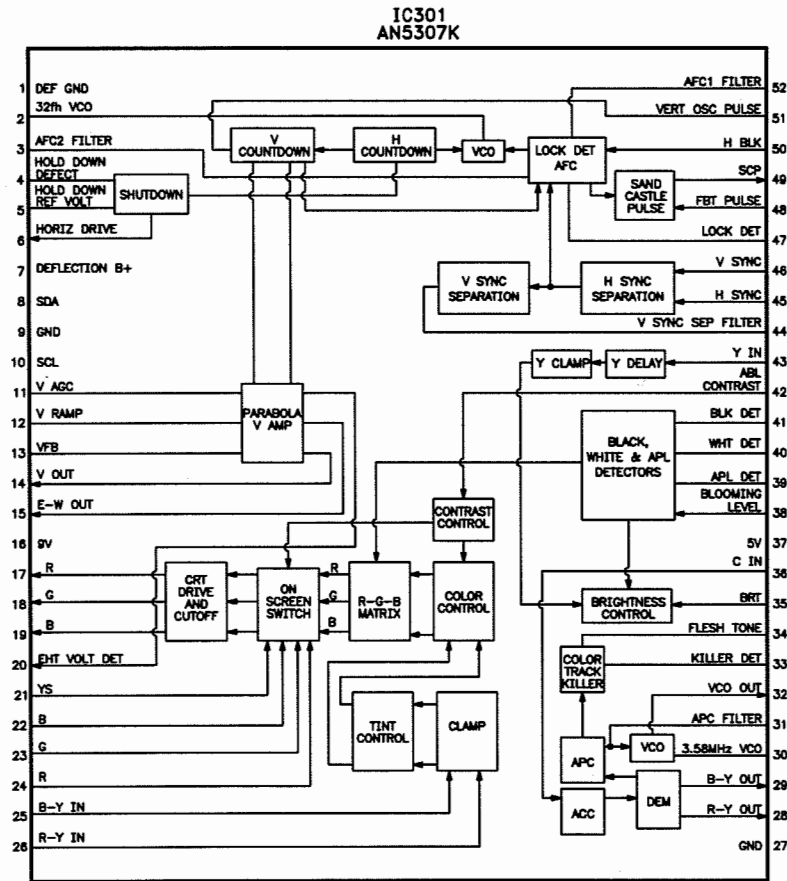 IC301
AN5307K
1 DEF GND
2 32fh VCO
3 AFC2 FILTER
4 HOLD DOWN DEFECT
5 HOLD DOWN REF VOLT
6 HORIZ DRIVE
7 DEFLECTION B+
8 SDA
9 GND
10 SCL
11 V AGC
12 V RAMP
13 VFB
14 V OUT
15 E-W OUT
16 9V
17 R
18 G
19 B
20 EHT VOLT DET
21 YS
22 B
23 G
24 R
25 B-Y IN
26 R-Y IN
AFC1 FILTER 52
VERT OSC PULSE 51
H BLK 50
SCP 49
FBT PULSE 48
LOCK DET 47
V SYNC 46
H SYNC 45
V SYNC SEP FILTER 44
Y IN 43
ABL CONTRAST 42
BLK DET 41
WHT DET 40
APL DET 39
BLOOMING LEVEL 38
5V 37
C IN 36
BRT 35
FLESH TONE 34
KILLER DET 33
VCO OUT 32
APC FILTER 31
3.58MHz VCO 30
B-Y OUT 29
R-Y OUT 28
GND 27
V
COUNTDOWN
H
COUNTDOWN
VCO
LOCK DET
AFC
SAND
CASTLE
PULSE
SHUTDOWN
V SYNC
SEPARATION
H SYNC
SEPARATION
Y CLAMP
Y DELAY
PARABOLA
V AMP
BLACK,
WHITE & APL
DETECTORS
CONTRAST
CONTROL
CRT
DRIVE
AND
CUTOFF
ON
SCREEN
SWITCH
R
G
B
R-G-B
MATRIX
COLOR
CONTROL
BRIGHTNESS
CONTROL
COLOR
TRACK
KILLER
TINT
CONTROL
CLAMP
APC
VCO
ACC
DEM